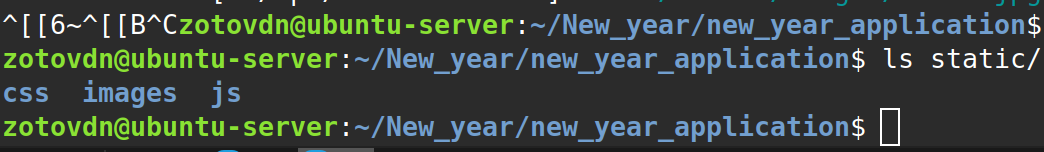 ^[[6~^[[B^Czotovdn@ubuntu-server:~/New_year/new_year_application$
zotovdn@ubuntu-server:~/New_year/new_year_application$ ls static/
css  images  js
zotovdn@ubuntu-server:~/New_year/new_year_application$